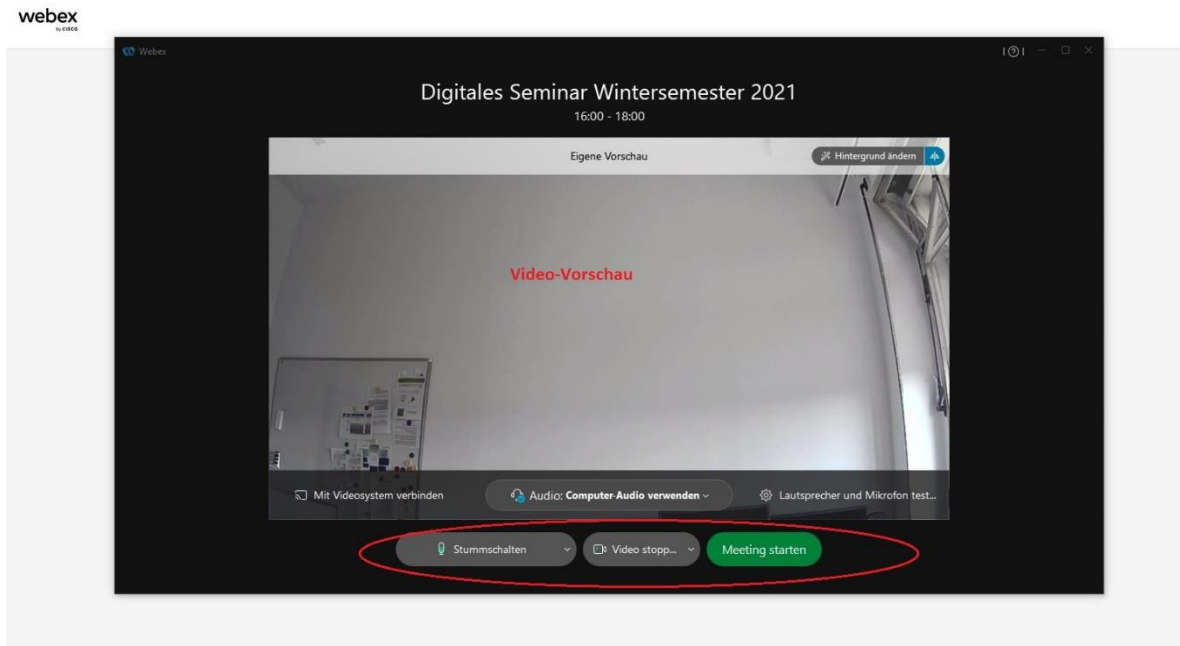 webex
by CISCO
Webex
Digitales Seminar Wintersemester 2021
16:00 - 18:00
Eigene Vorschau
Hintergrund ändern
Video-Vorschau
Mit Videosystem verbinden
Audio: Computer-Audio verwenden
Lautsprecher und Mikrofon test...
Stummschalten
Video stopp...
Meeting starten